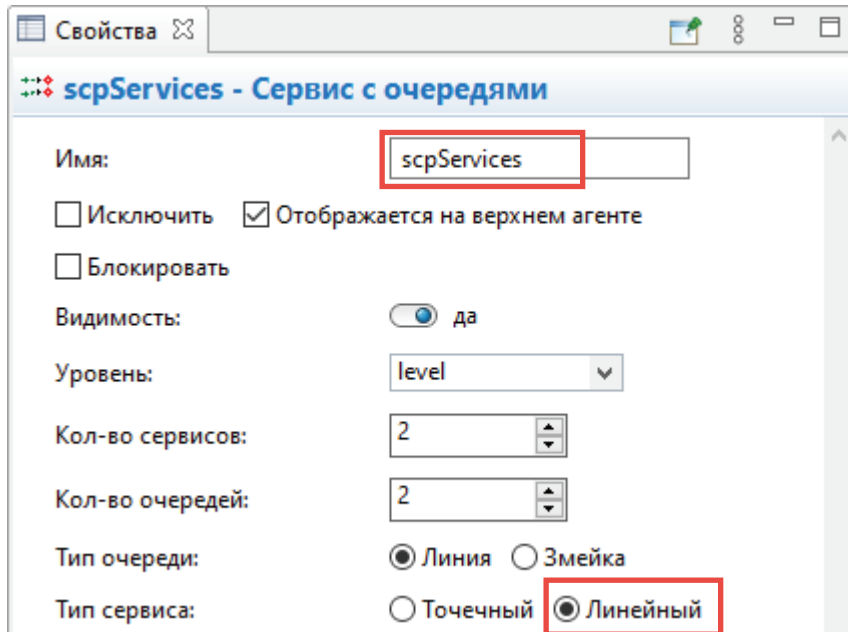 Свойства
scpServices - Сервис с очередями
Имя: scpServices
Исключить Отображается на верхнем агенте
Блокировать
Видимость: да
Уровень: level
Кол-во сервисов: 2
Кол-во очередей: 2
Тип очереди: Линия Змейка
Тип сервиса: Точечный Линейный